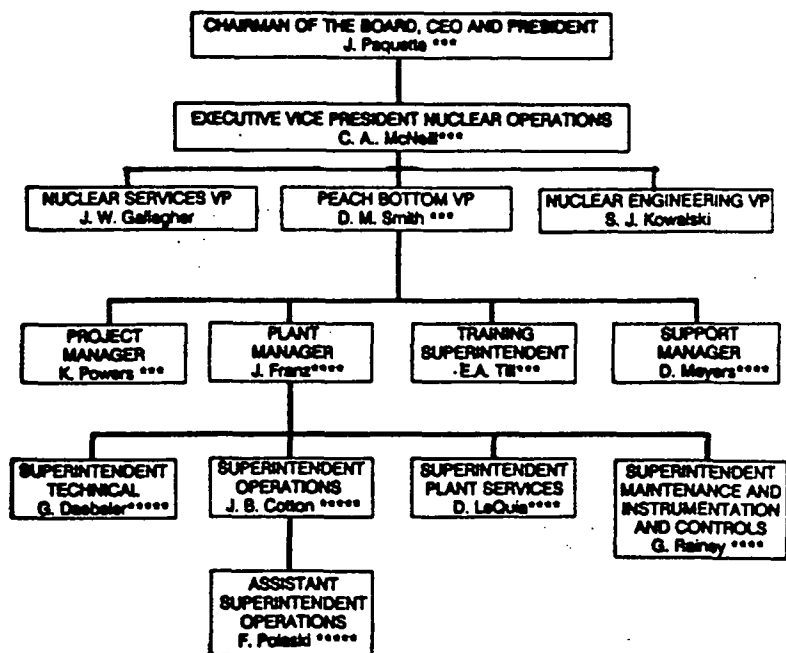 CHAIRMAN OF THE BOARD, CEO AND PRESIDENT
J. Paquette ***
EXECUTIVE VICE PRESIDENT NUCLEAR OPERATIONS
C. A.. McNeill***
NUCLEAR SERVICES VP
J. W. Gallagher
PEACH BOTTOM VP
D. M. Smith ***
NUCLEAR ENGINEERING VP
S. J. Kowalski
PROJECT
MANAGER
K. Powers ***
PLANT
MANAGER
J. Franz****
TRAINING
SUPERINTENDENT
E.A. Till***
SUPPORT
MANAGER
D. Meyers****
SUPERINTENDENT
TECHNICAL
G. Daebeler*****
SUPERINTENDENT
OPERATIONS
J. B. Cotton *****
SUPERINTENDENT
PLANT SERVICES
D. LeQuia****
SUPERINTENDENT
MAINTENANCE AND
INSTRUMENTATION
AND CONTROLS
G. Rainey ****
ASSISTANT
SUPERINTENDENT
OPERATIONS
F. Polaski *****